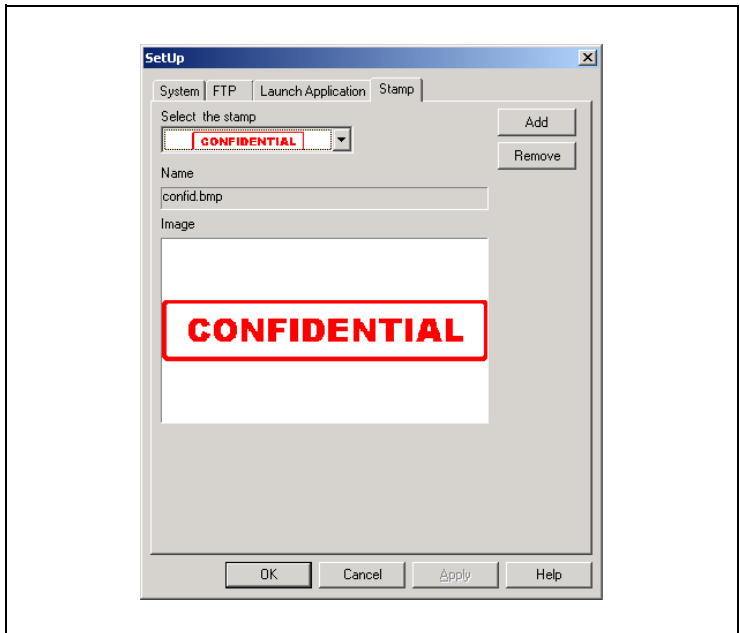 SetUp
System FTP Launch Application Stamp
Select the stamp
CONFIDENTIAL
Add
Remove
Name
confid.bmp
Image
CONFIDENTIAL
OK Cancel Apply Help